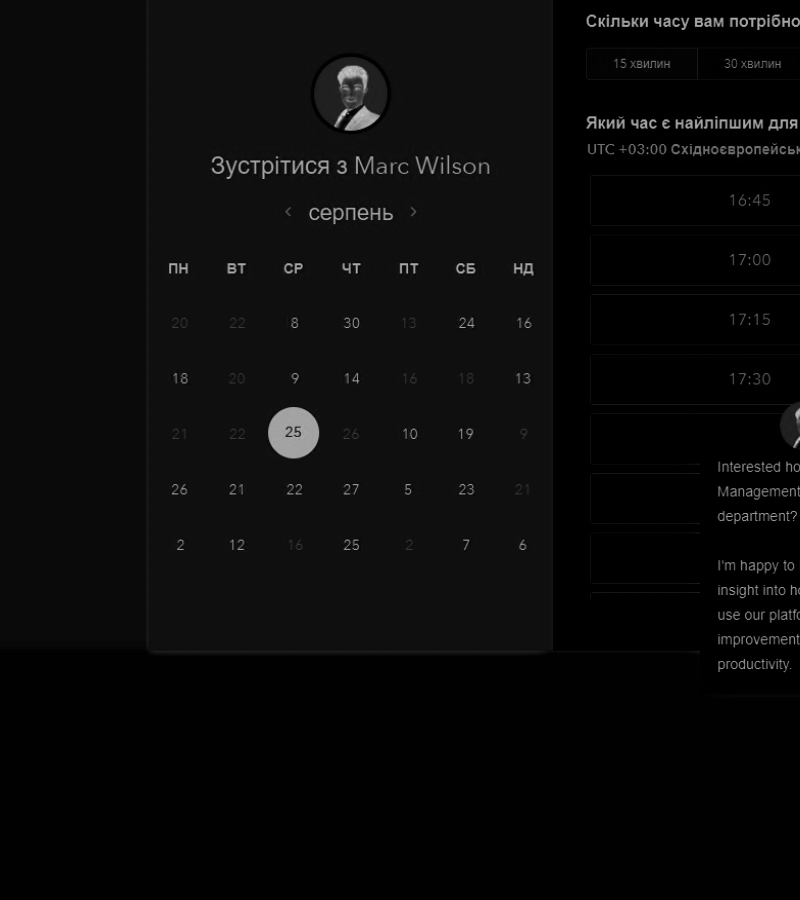 Зустрітися з Marc Wilson
серпень
ПН ВТ СР ЧТ ПТ СБ НД
20 22 8 30 13 24 16
18 20 9 14 16 18 13
21 22 25 26 10 19 9
26 21 22 27 5 23 21
2 12 16 25 2 7 6
Скільки часу вам потрібно
15 хвилин 30 хвилин
Який час є найліпшим для
UTC +03:00 Східноєвропейськ
16:45
17:00
17:15
17:30
Interested ho
Management
department?
I'm happy to
insight into ho
use our platfo
improvement
productivity.